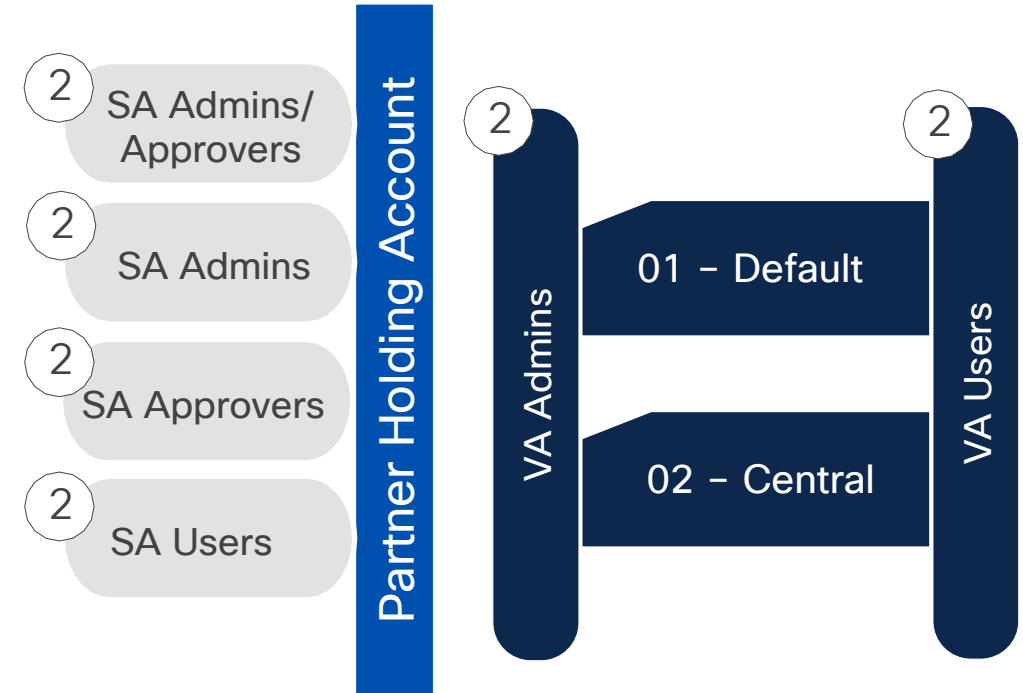 2
SA Admins/
Approvers
2
SA Admins
2
SA Approvers
2
SA Users
Partner Holding Account
2
VA Admins
01 – Default
02 – Central
2
VA Users